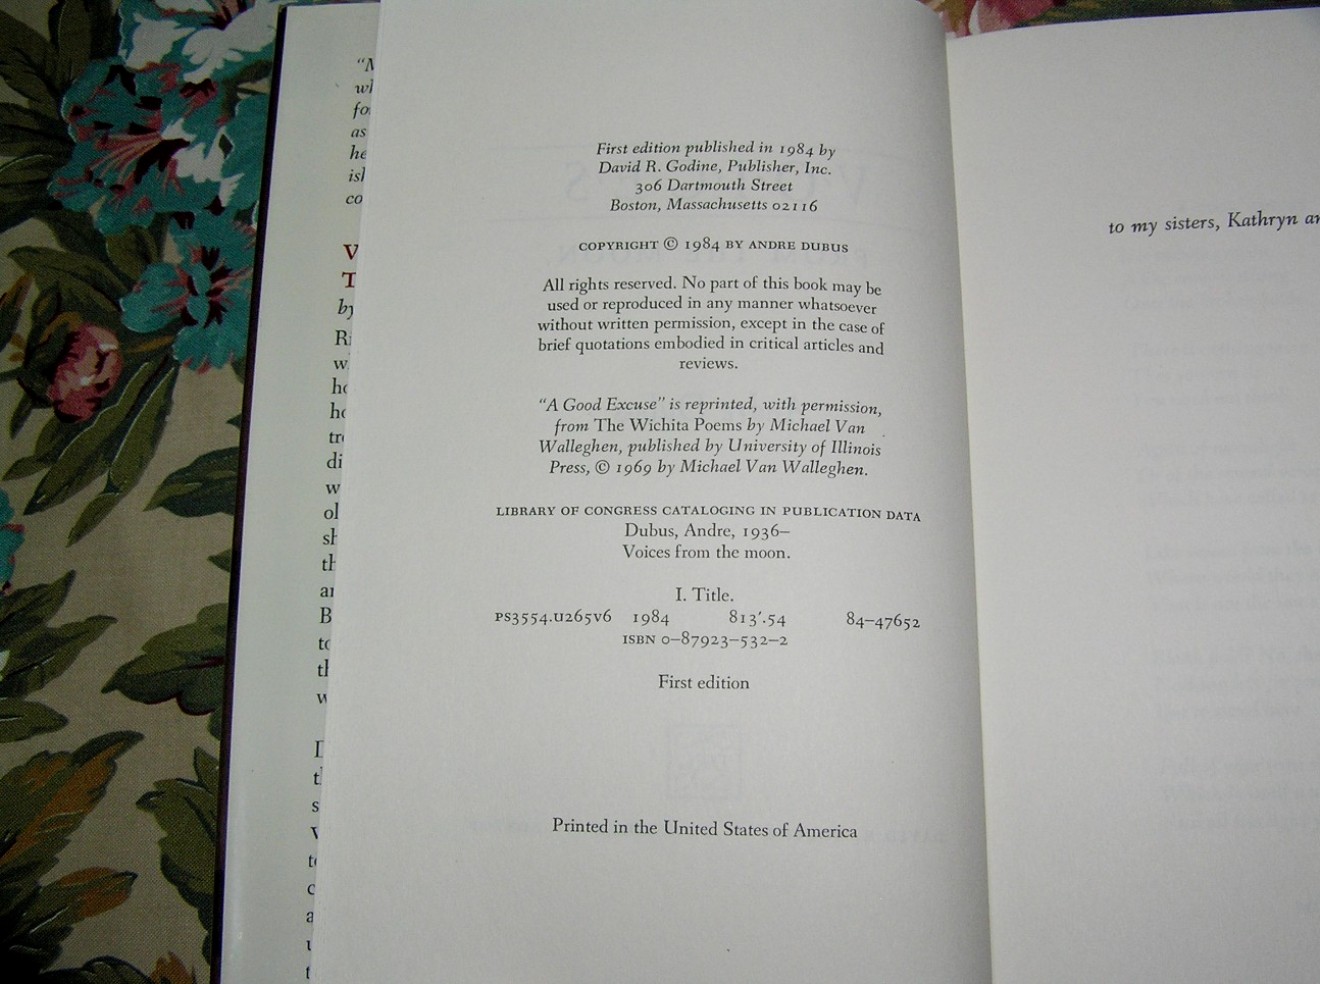 First edition published in 1984 by
David R. Godine, Publisher, Inc.
306 Dartmouth Street
Boston, Massachusetts 02116
COPYRIGHT © 1984 BY ANDRE DUBUS
All rights reserved. No part of this book may be
used or reproduced in any manner whatsoever
without written permission, except in the case of
brief quotations embodied in critical articles and
reviews.
"A Good Excuse" is reprinted, with permission,
from The Wichita Poems by Michael Van
Walleghen, published by University of Illinois
Press, © 1969 by Michael Van Walleghen.
LIBRARY OF CONGRESS CATALOGING IN PUBLICATION DATA
Dubus, Andre, 1936–
Voices from the moon.
I. Title.
PS3554.U265V6 1984 813'.54 84–47652
ISBN 0–87923–532–2
First edition
Printed in the United States of America
to my sisters, Kathryn